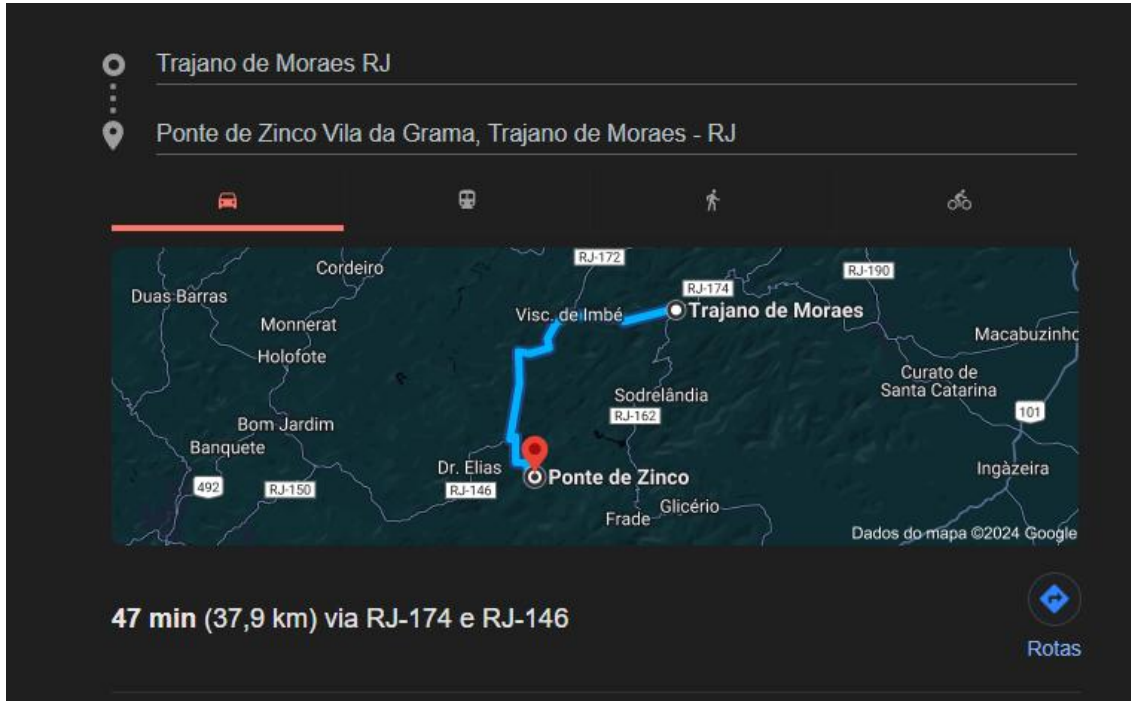 Trajano de Moraes RJ
Ponte de Zinco Vila da Grama, Trajano de Moraes - RJ
Cordeiro
RJ-172
RJ-190
Duas Barras
RJ-174
Visc. de Imbé
Trajano de Moraes
Monnerat
Macabuzinho
Holofote
Curato de
Santa Catarina
Sodrelândia
RJ-162
101
Bom Jardim
Banquete
Dr. Elias
Ponte de Zinco
Ingàzeira
492
RJ-150
RJ-146
Glicério
Frade
Dados do mapa ©2024 Google
47 min (37,9 km) via RJ-174 e RJ-146
Rotas